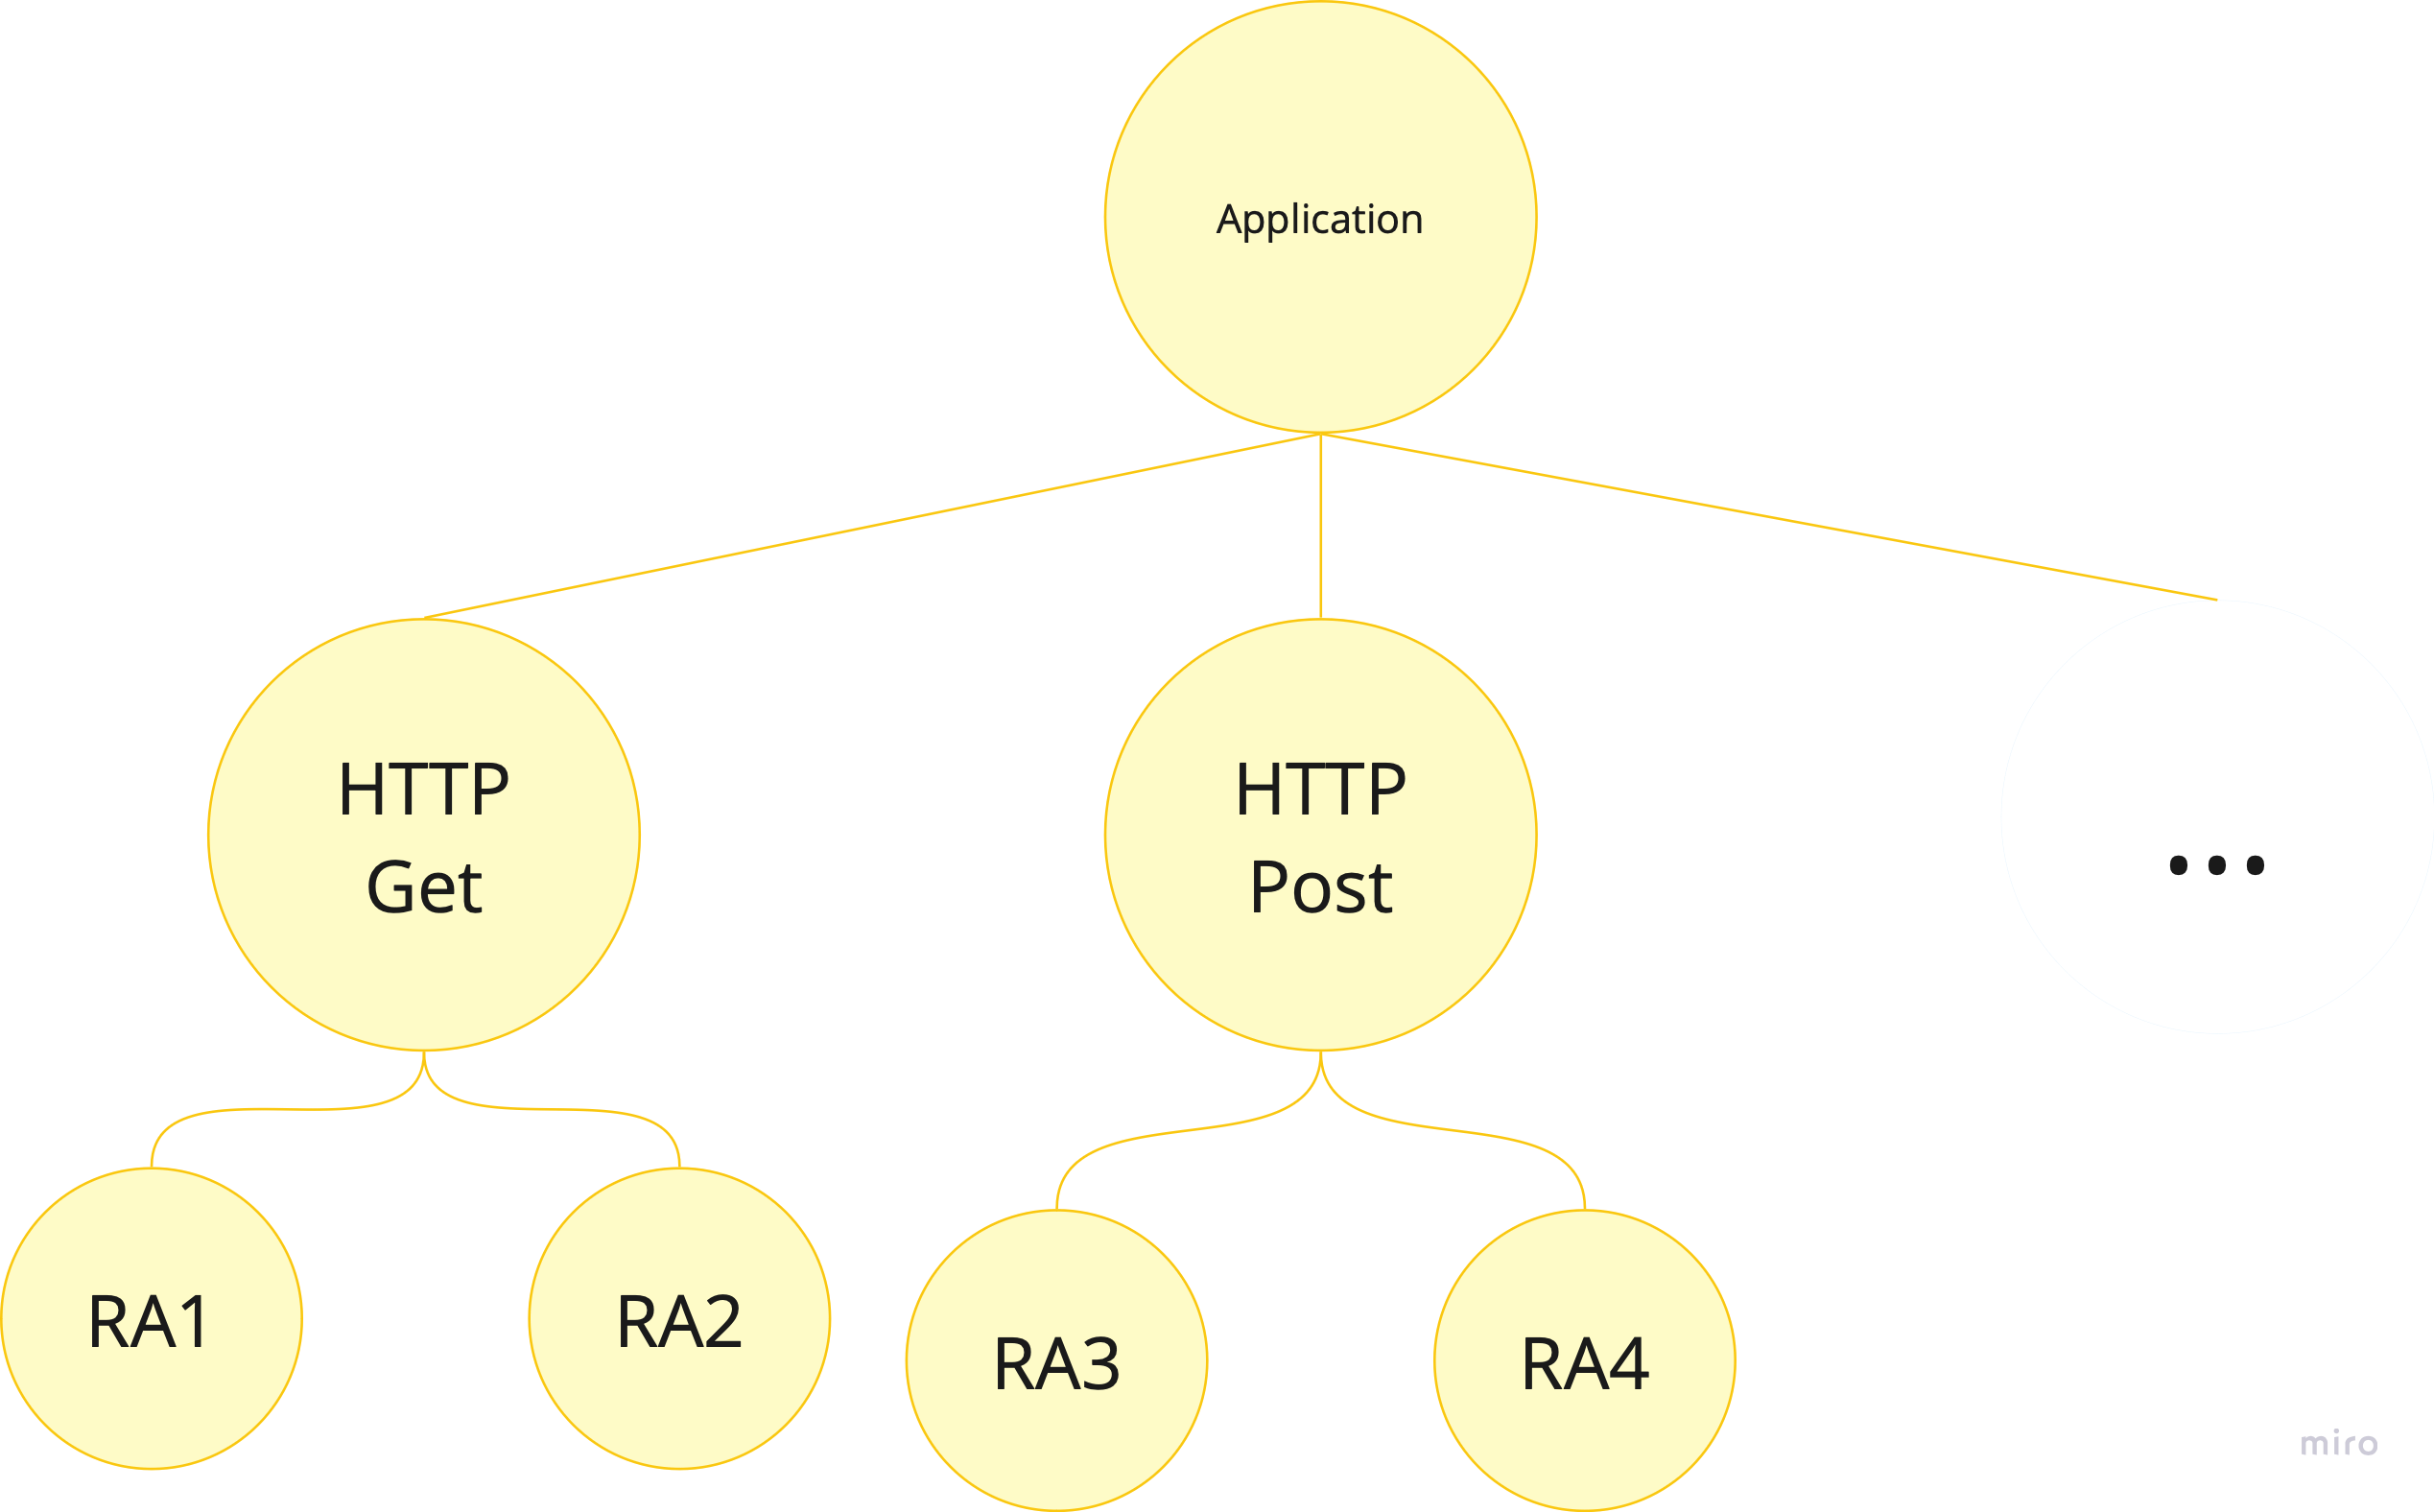 Application
HTTP
Get
HTTP
Post
...
RA1
RA2
RA3
RA4
miro